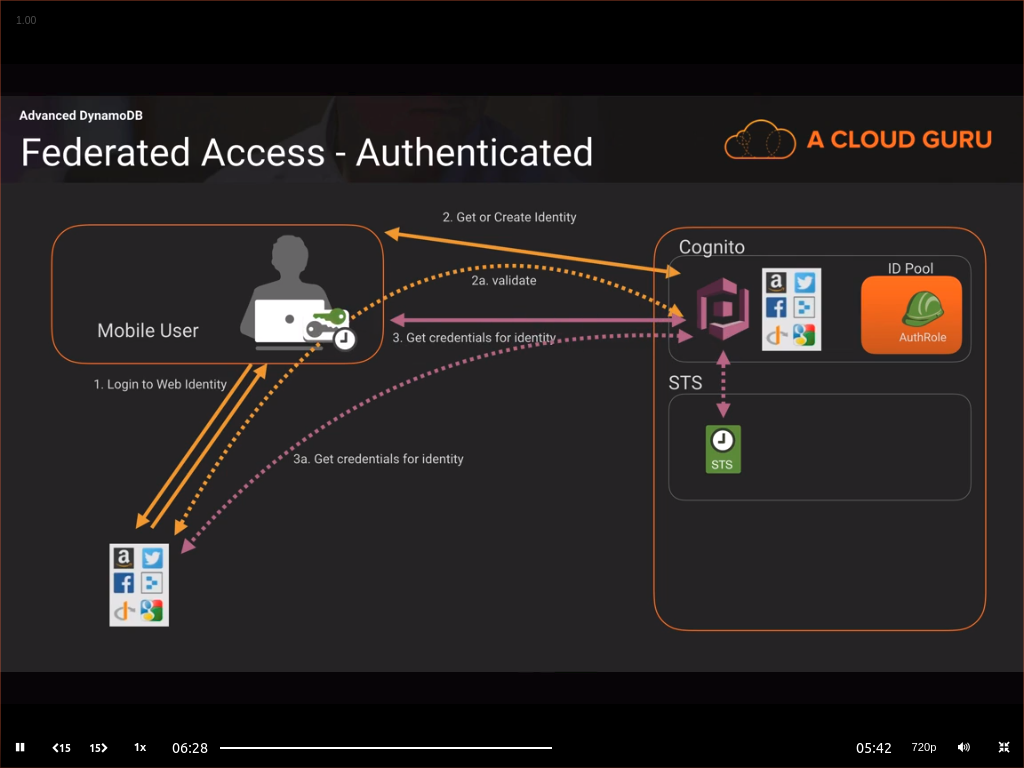 1.00
Advanced DynamoDB
Federated Access - Authenticated
A CLOUD GURU
2. Get or Create Identity
Cognito
ID Pool
2a. validate
a
Mobile User
3. Get credentials for identity
AuthRole
1. Login to Web Identity
STS
STS
3a. Get credentials for identity
a
15
15
1x
06:28
05:42
720p